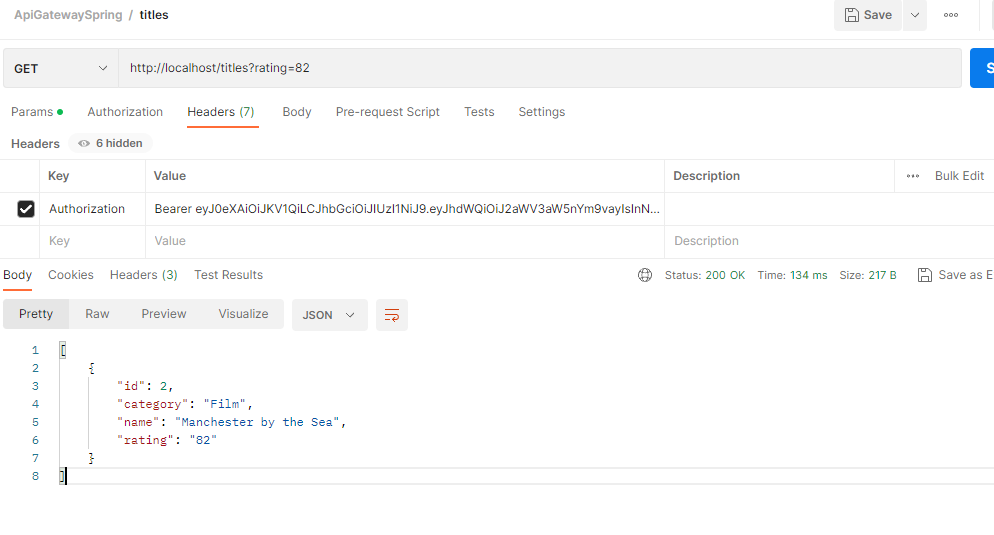 ApiGatewaySpring / titles
Save
GET
http://localhost/titles?rating=82
S
Params Authorization Headers (7) Body Pre-request Script Tests Settings
Headers 6 hidden
Key Value Description Bulk Edit
Authorization Bearer eyJ0eXAiOiJKV1QiLCJhbGciOiJIUzI1NiJ9.eyJhdWQiOiJ2aWV3aW5nYm9vayIsInN...
Key Value Description
Body Cookies Headers (3) Test Results Status: 200 OK Time: 134 ms Size: 217 B Save as E
Pretty Raw Preview Visualize JSON
1 [
2 {
3 "id": 2,
4 "category": "Film",
5 "name": "Manchester by the Sea",
6 "rating": "82"
7 }
8 ]